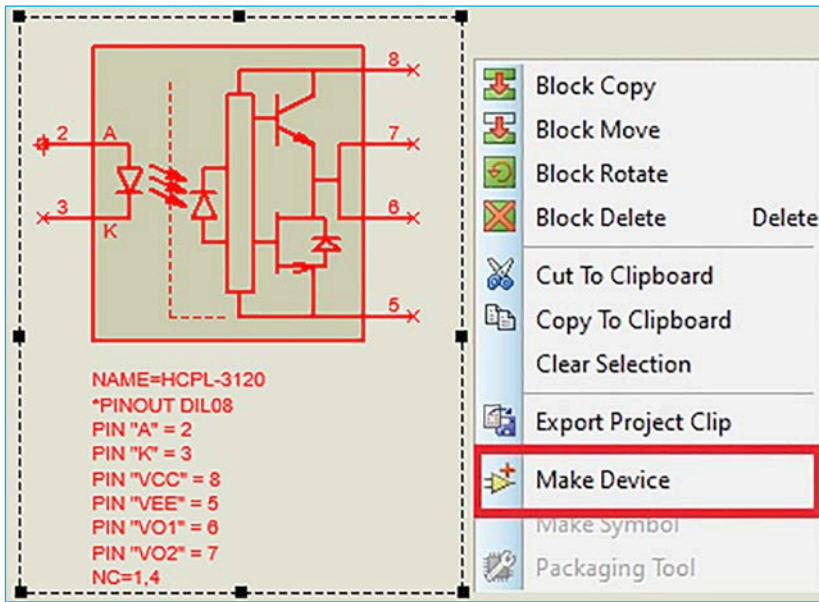 8
2
A
7
3
K
6
5
NAME=HCPL-3120
*PINOUT DIL08
PIN "A" = 2
PIN "K" = 3
PIN "VCC" = 8
PIN "VEE" = 5
PIN "VO1" = 6
PIN "VO2" = 7
NC=1,4
Block Copy
Block Move
Block Rotate
Block Delete Delete
Cut To Clipboard
Copy To Clipboard
Clear Selection
Export Project Clip
Make Device
Make Symbol
Packaging Tool